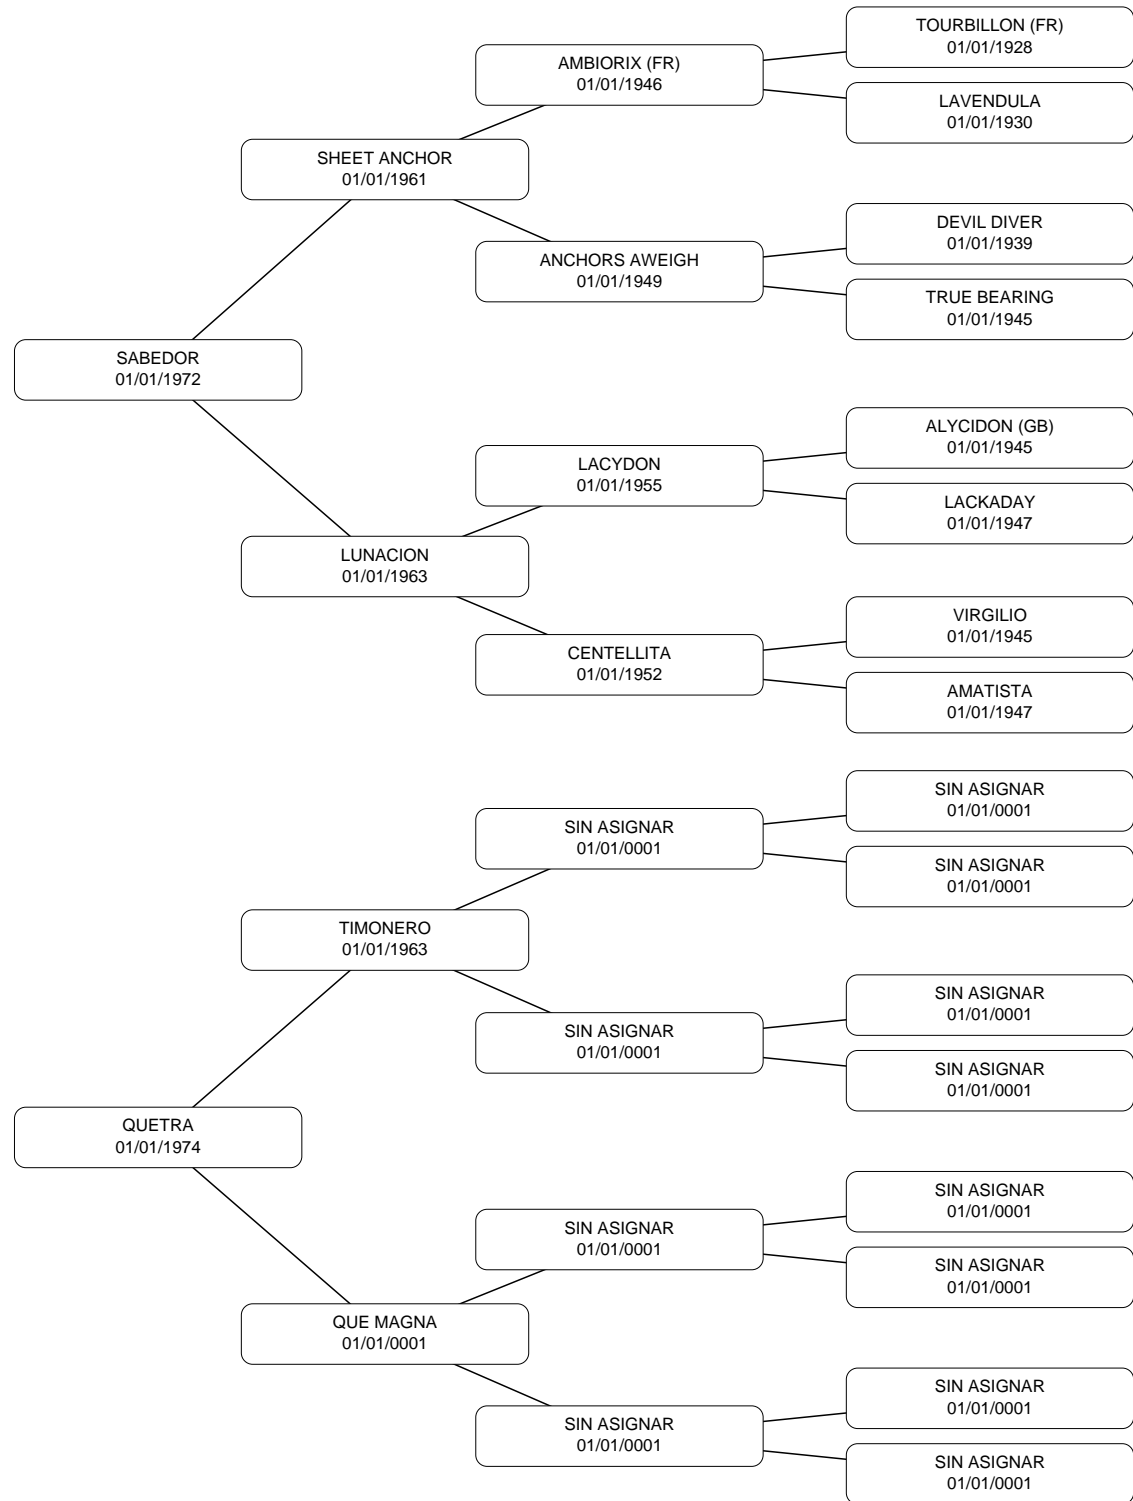 TOURBILLON (FR)
01/01/1928
AMBIORIX (FR)
01/01/1946
LAVENDULA
01/01/1930
SHEET ANCHOR
01/01/1961
DEVIL DIVER
01/01/1939
ANCHORS AWEIGH
01/01/1949
TRUE BEARING
01/01/1945
SABEDOR
01/01/1972
ALYCIDON (GB)
01/01/1945
LACYDON
01/01/1955
LACKADAY
01/01/1947
LUNACION
01/01/1963
VIRGILIO
01/01/1945
CENTELLITA
01/01/1952
AMATISTA
01/01/1947
SIN ASIGNAR
01/01/0001
SIN ASIGNAR
01/01/0001
SIN ASIGNAR
01/01/0001
TIMONERO
01/01/1963
SIN ASIGNAR
01/01/0001
SIN ASIGNAR
01/01/0001
SIN ASIGNAR
01/01/0001
QUETRA
01/01/1974
SIN ASIGNAR
01/01/0001
SIN ASIGNAR
01/01/0001
SIN ASIGNAR
01/01/0001
QUE MAGNA
01/01/0001
SIN ASIGNAR
01/01/0001
SIN ASIGNAR
01/01/0001
SIN ASIGNAR
01/01/0001